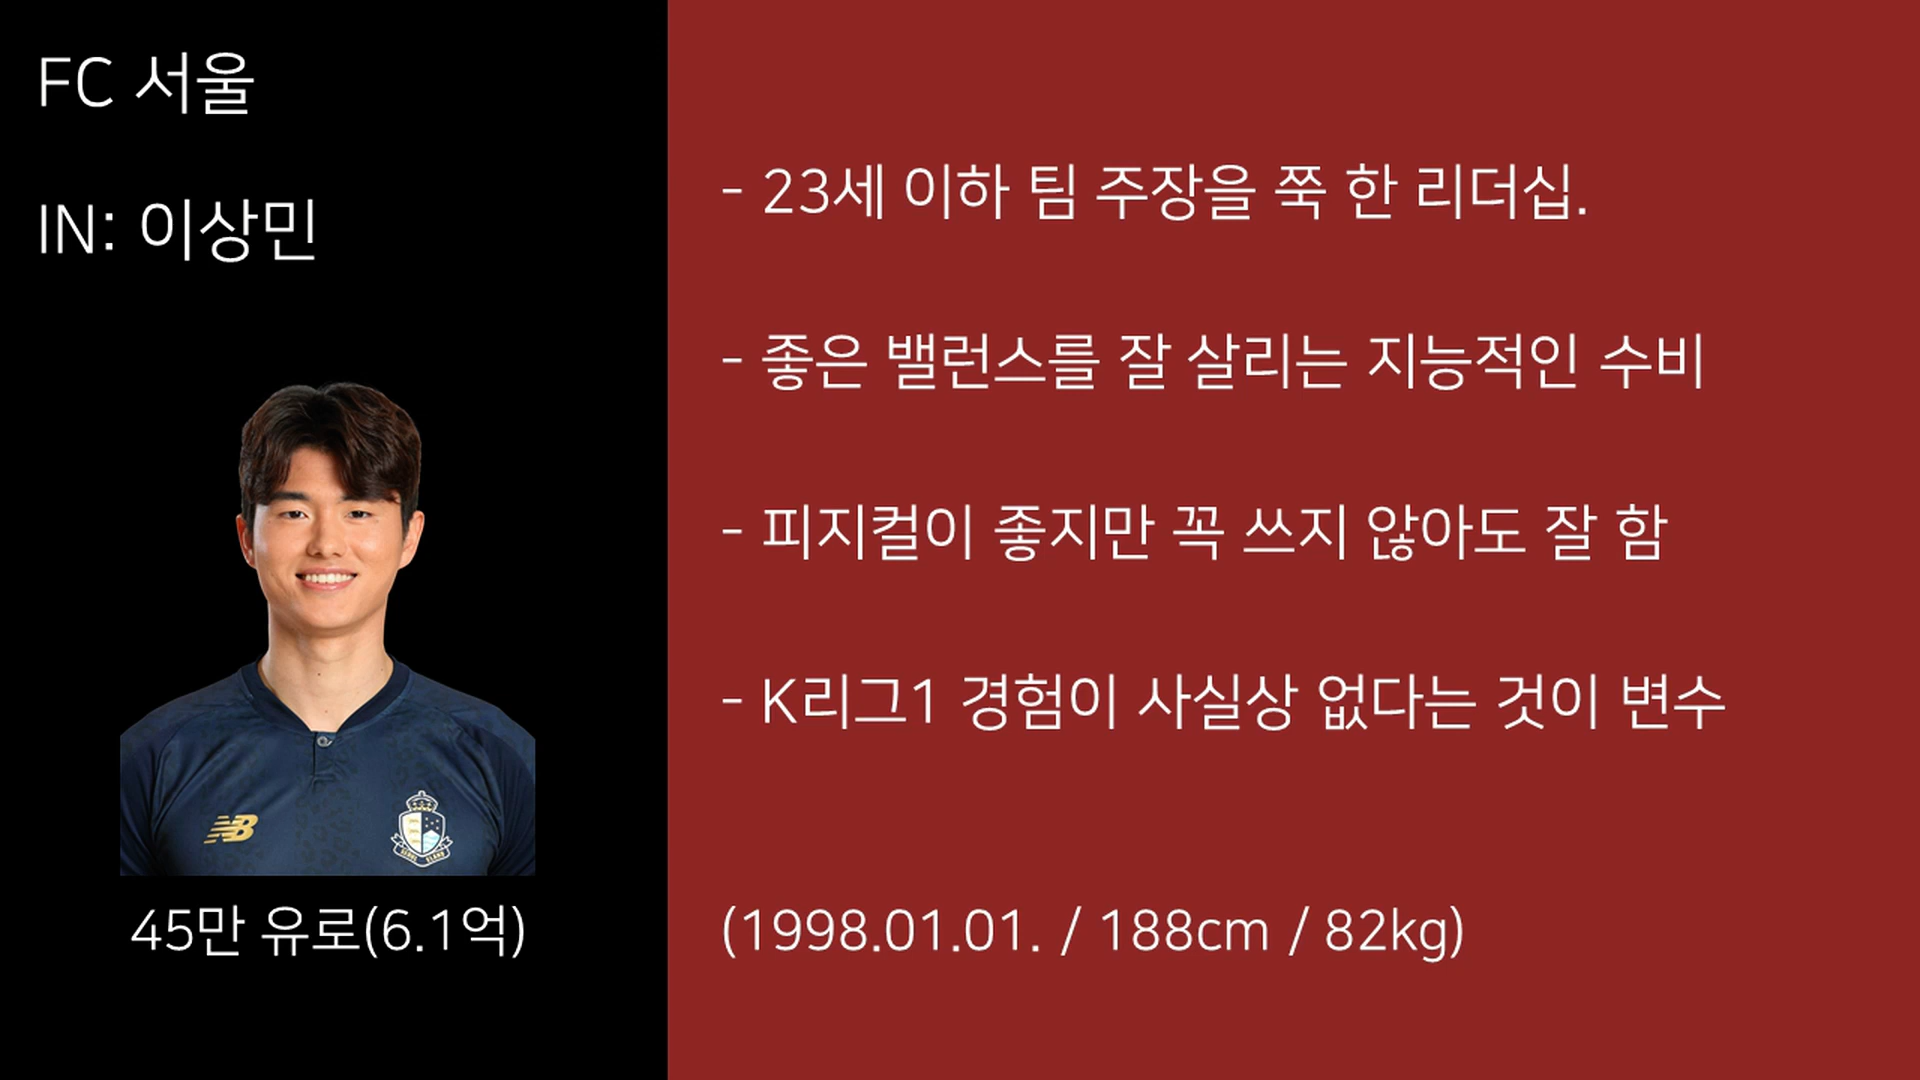 FC 서울
IN: 이상민
45만 유로(6.1억)
- 23세 이하 팀 주장을 쭉 한 리더십.
- 좋은 밸런스를 잘 살리는 지능적인 수비
- 피지컬이 좋지만 꼭 쓰지 않아도 잘 함
- K리그1 경험이 사실상 없다는 것이 변수
(1998.01.01. / 188cm / 82kg)
NB
SEOUL ELAND